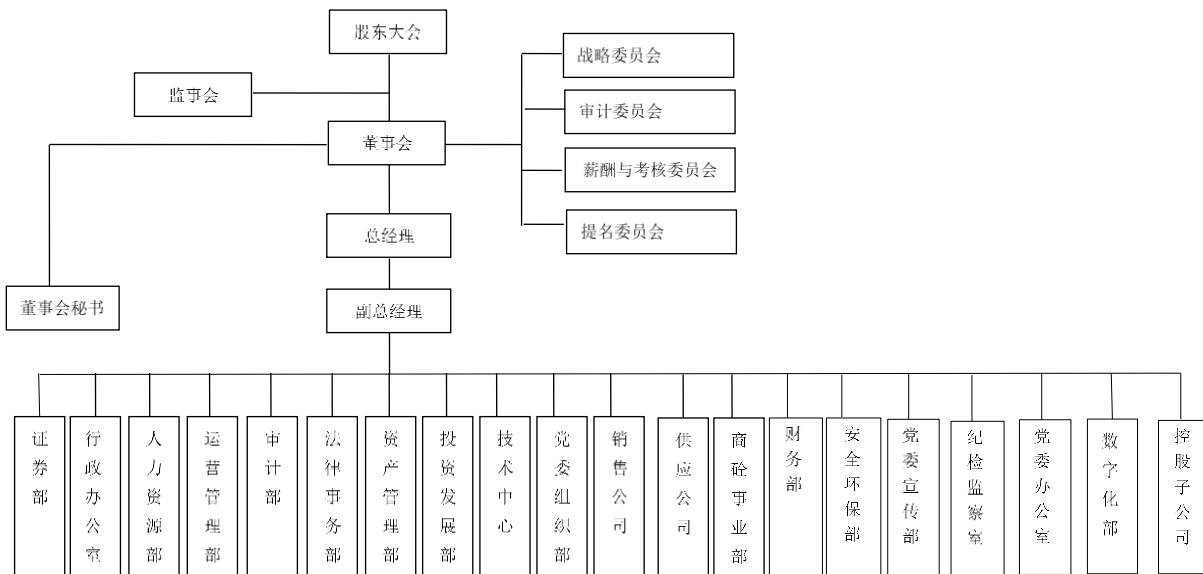 股东大会
战略委员会
监事会
审计委员会
董事会
薪酬与考核委员会
总经理
提名委员会
董事会秘书
副总经理
证券部
行政办公室
人力资源部
运营管理部
审计部
法律事务部
资产管理部
投资发展部
技术中心
党委组织部
销售公司
供应公司
商砼事业部
财务部
安全环保部
党委宣传部
纪检监察室
党委办公室
数字化部
控股子公司